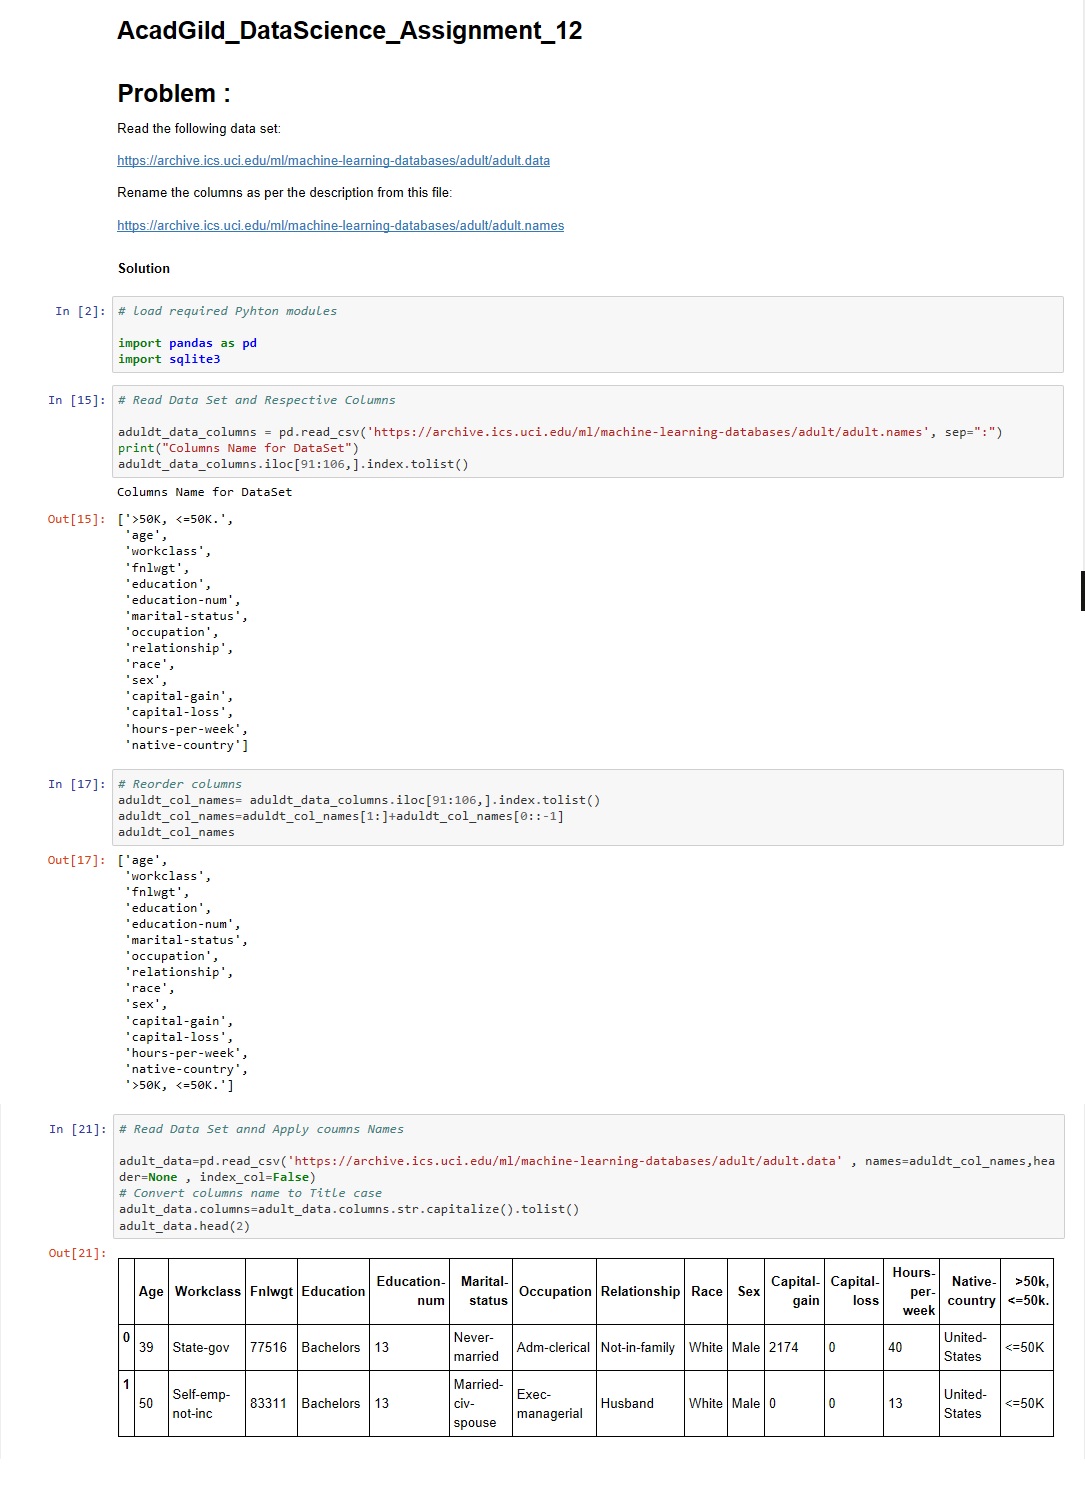 AcadGild_DataScience_Assignment_12
Problem :
Read the following data set:
https://archive.ics.uci.edu/ml/machine-learning-databases/adult/adult.data
Rename the columns as per the description from this file:
https://archive.ics.uci.edu/ml/machine-learning-databases/adult/adult.names
Solution
In [2]: # load required Pyhton modules
import pandas as pd
import sqlite3
In [15]: # Read Data Set and Respective Columns
aduldt_data_columns = pd.read_csv('https://archive.ics.uci.edu/ml/machine-learning-databases/adult/adult.names', sep=":")
print("Columns Name for DataSet")
aduldt_data_columns.iloc[91:106,].index.tolist()
Columns Name for DataSet
Out[15]: ['>50K, <=50K.',
'age',
'workclass',
'fnlwgt',
'education',
'education-num',
'marital-status',
'occupation',
'relationship',
'race',
'sex',
'capital-gain',
'capital-loss',
'hours-per-week',
'native-country']
In [17]: # Reorder columns
aduldt_col_names= aduldt_data_columns.iloc[91:106,].index.tolist()
aduldt_col_names=aduldt_col_names[1:]+aduldt_col_names[0::-1]
aduldt_col_names
Out[17]: ['age',
'workclass',
'fnlwgt',
'education',
'education-num',
'marital-status',
'occupation',
'relationship',
'race',
'sex',
'capital-gain',
'capital-loss',
'hours-per-week',
'native-country',
'>50K, <=50K.']
In [21]: # Read Data Set annd Apply coumns Names
adult_data=pd.read_csv('https://archive.ics.uci.edu/ml/machine-learning-databases/adult/adult.data' , names=aduldt_col_names,hea
der=None , index_col=False)
# Convert columns name to Title case
adult_data.columns=adult_data.columns.str.capitalize().tolist()
adult_data.head(2)
Out[21]:
Age Workclass Fnlwgt Education Education-num Marital-status Occupation Relationship Race Sex Capital-gain Capital-loss Hours-per-week Native-country >50k, <=50k.
0 39 State-gov 77516 Bachelors 13 Never-married Adm-clerical Not-in-family White Male 2174 0 40 United-States <=50K
1 50 Self-emp-not-inc 83311 Bachelors 13 Married-civ-spouse Exec-managerial Husband White Male 0 0 13 United-States <=50K